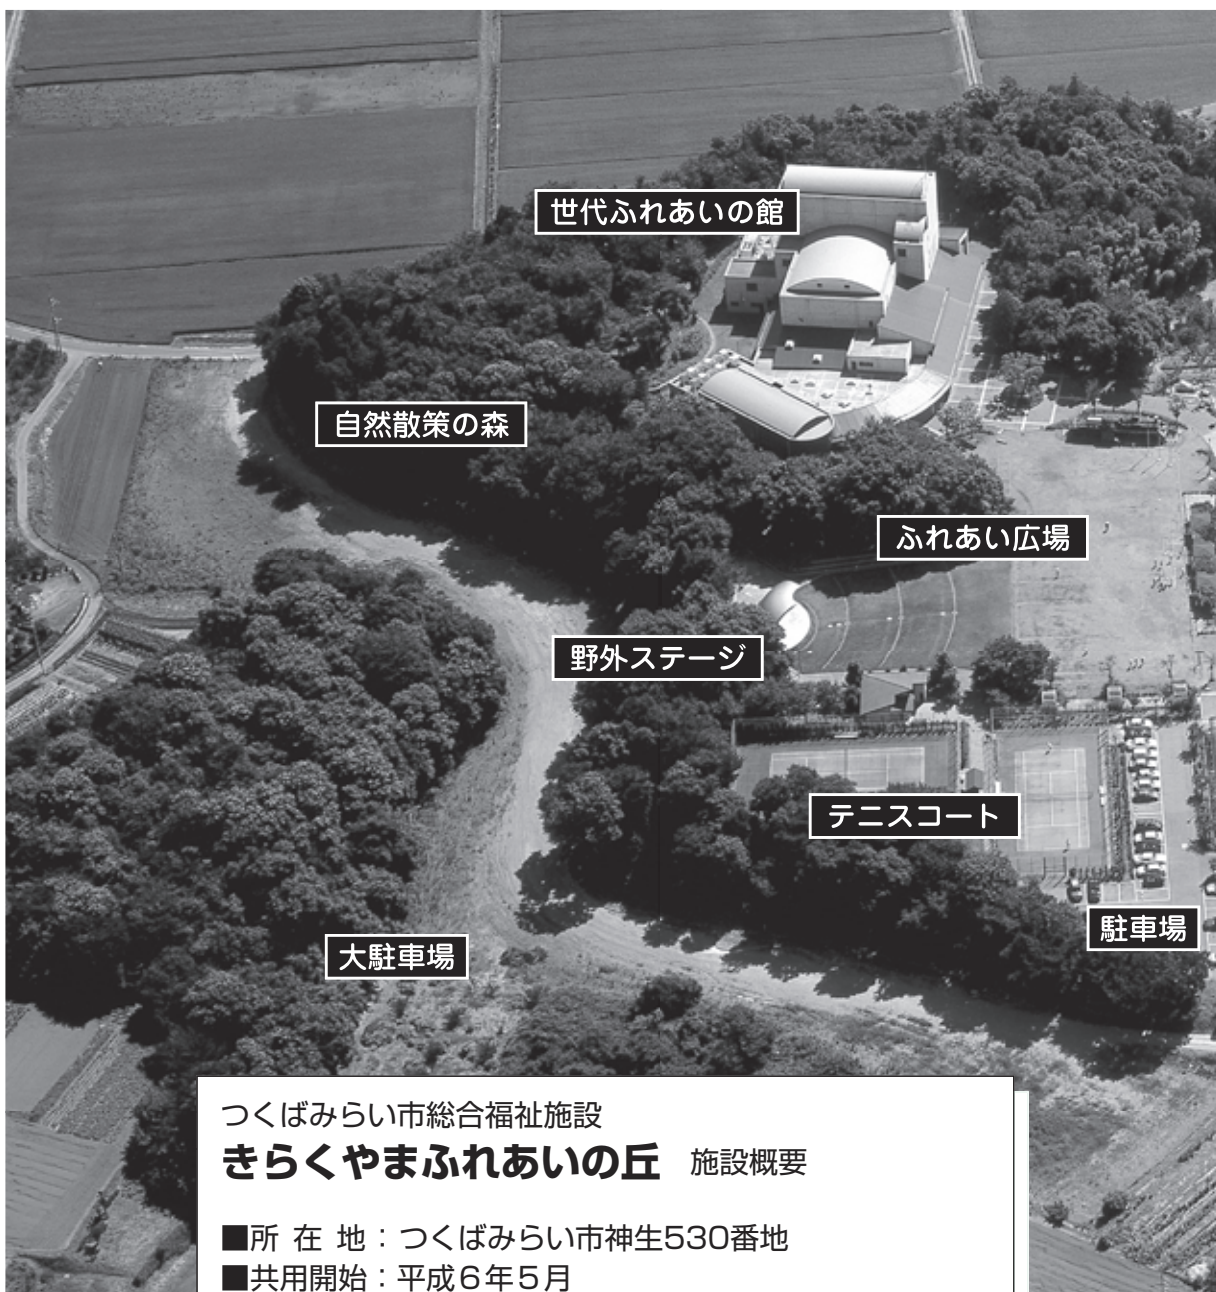 世代ふれあいの館
自然散策の森
ふれあい広場
野外ステージ
テニスコート
駐車場
大駐車場
つくばみらい市総合福祉施設
きらくやまふれあいの丘 施設概要
■所在地：つくばみらい市神生530番地
■共用開始：平成6年5月